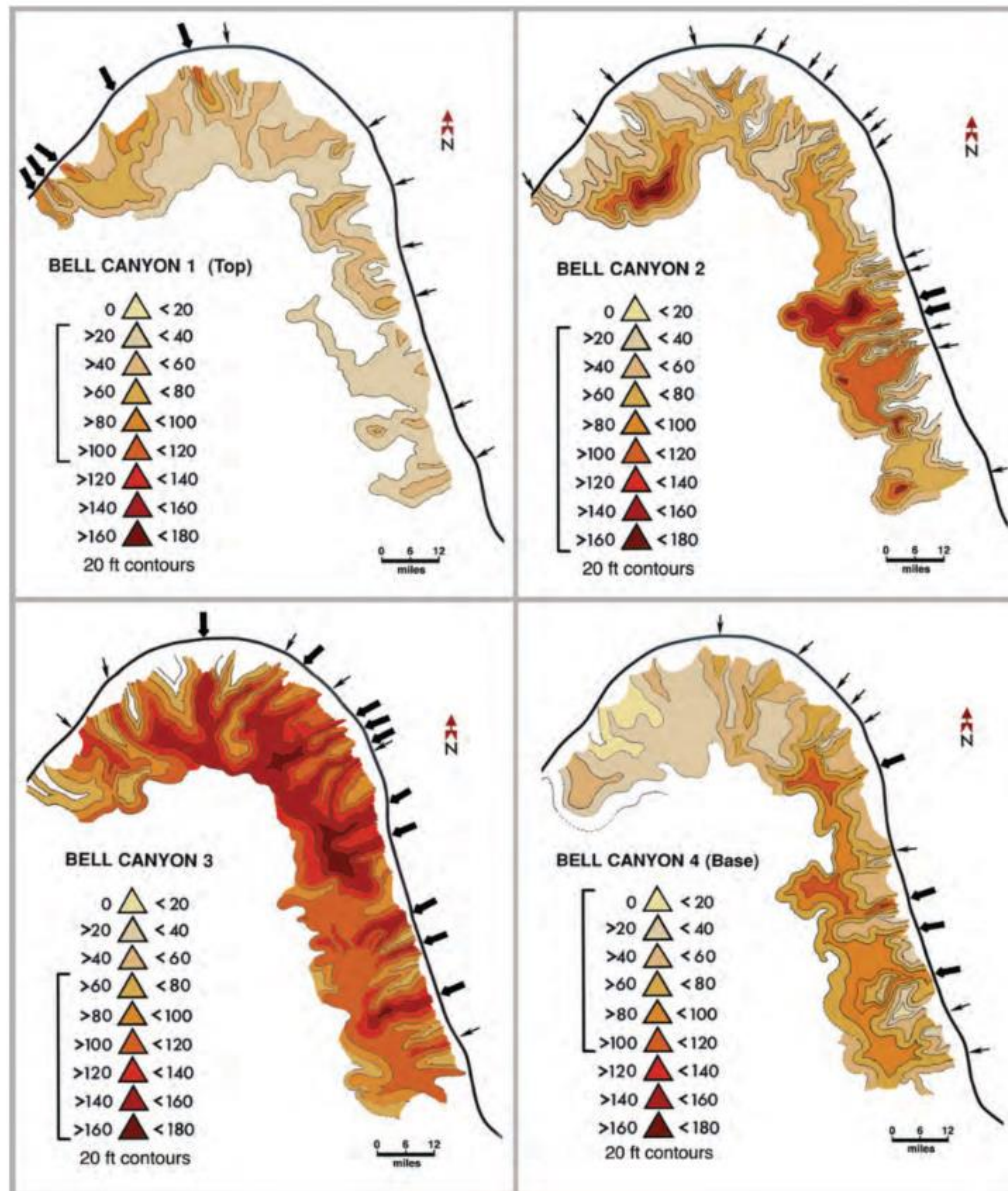 N
BELL CANYON 1 (Top)
0 <20
>20 <40
>40 <60
>60 <80
>80 <100
>100 <120
>120 <140
>140 <160
>160 <180
20 ft contours
0 6 12
miles
N
BELL CANYON 2
0 <20
>20 <40
>40 <60
>60 <80
>80 <100
>100 <120
>120 <140
>140 <160
>160 <180
20 ft contours
0 6 12
miles
N
BELL CANYON 3
0 <20
>20 <40
>40 <60
>60 <80
>80 <100
>100 <120
>120 <140
>140 <160
>160 <180
20 ft contours
0 6 12
miles
N
BELL CANYON 4 (Base)
0 <20
>20 <40
>40 <60
>60 <80
>80 <100
>100 <120
>120 <140
>140 <160
>160 <180
20 ft contours
0 6 12
miles